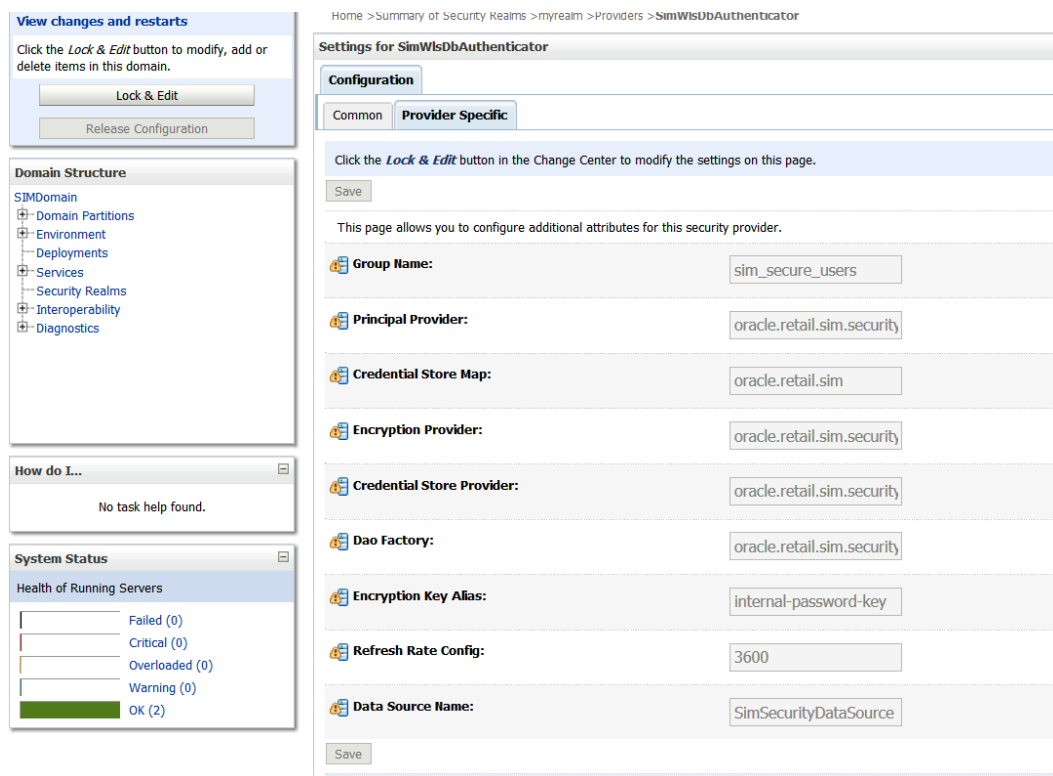 Home >Summary of Security Realms >myrealm >Providers >SimWlsDbAuthenticator
View changes and restarts
Click the Lock & Edit button to modify, add or
delete items in this domain.
Lock & Edit
Release Configuration
Domain Structure
SIMDomain
Domain Partitions
Environment
Deployments
Services
Security Realms
Interoperability
Diagnostics
How do I...
No task help found.
System Status
Health of Running Servers
Failed (0)
Critical (0)
Overloaded (0)
Warning (0)
OK (2)
Settings for SimWlsDbAuthenticator
Configuration
Common Provider Specific
Click the Lock & Edit button in the Change Center to modify the settings on this page.
Save
This page allows you to configure additional attributes for this security provider.
Group Name: sim_secure_users
Principal Provider: oracle.retail.sim.security
Credential Store Map: oracle.retail.sim
Encryption Provider: oracle.retail.sim.security
Credential Store Provider: oracle.retail.sim.security
Dao Factory: oracle.retail.sim.security
Encryption Key Alias: internal-password-key
Refresh Rate Config: 3600
Data Source Name: SimSecurityDataSource
Save